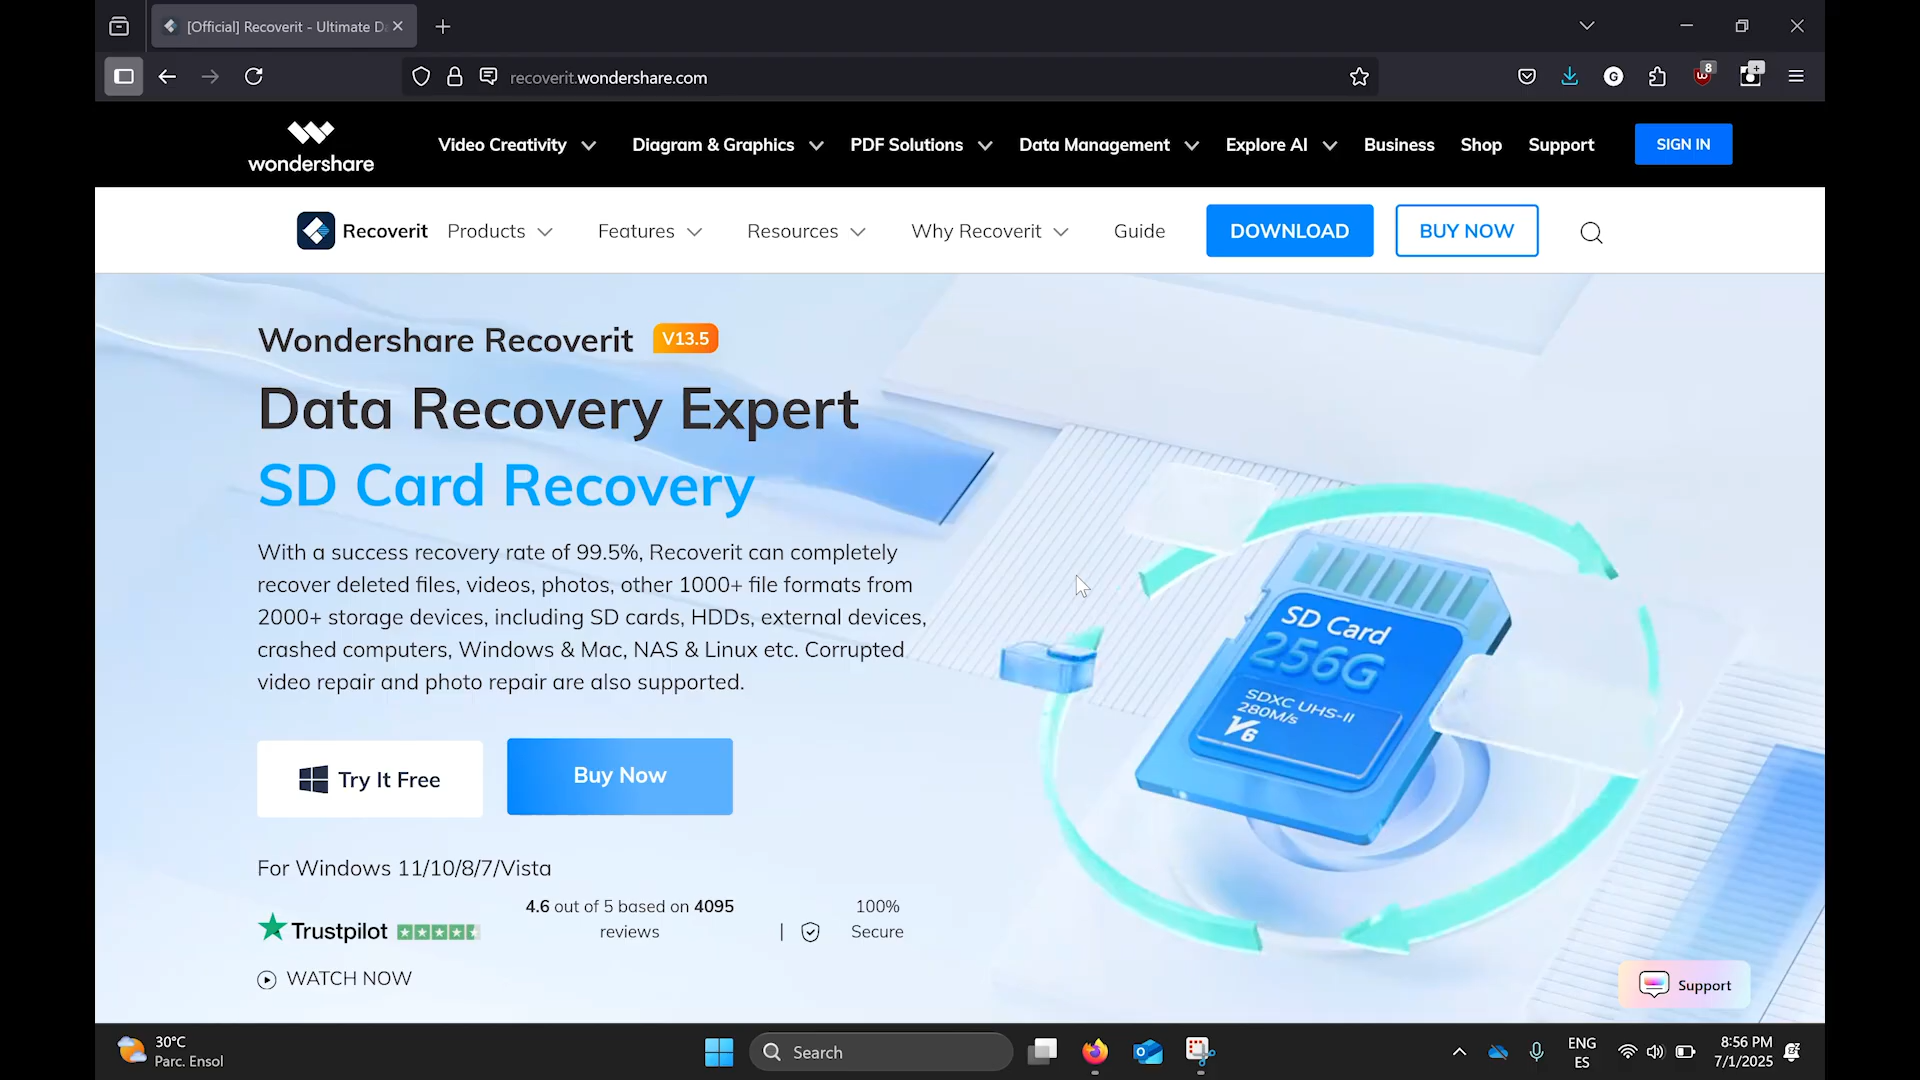 [Official] Recoverit - Ultimate D
recoverit.wondershare.com
8
wondershare
Video Creativity
Diagram & Graphics
PDF Solutions
Data Management
Explore AI
Business
Shop
Support
SIGN IN
Recoverit
Products
Features
Resources
Why Recoverit
Guide
DOWNLOAD
BUY NOW
Wondershare Recoverit
V13.5
Data Recovery Expert
SD Card Recovery
With a success recovery rate of 99.5%, Recoverit can completely
recover deleted files, videos, photos, other 1000+ file formats from
2000+ storage devices, including SD cards, HDDs, external devices,
crashed computers, Windows & Mac, NAS & Linux etc. Corrupted
video repair and photo repair are also supported.
Try It Free
Buy Now
For Windows 11/10/8/7/Vista
Trustpilot
4.6 out of 5 based on 4095
reviews
|
100%
Secure
WATCH NOW
SD Card
256G
SDXC UHS-II
280M/s
V6
Support
30°C
Parc. Ensol
Search
ENG
ES
8:56 PM
7/1/2025